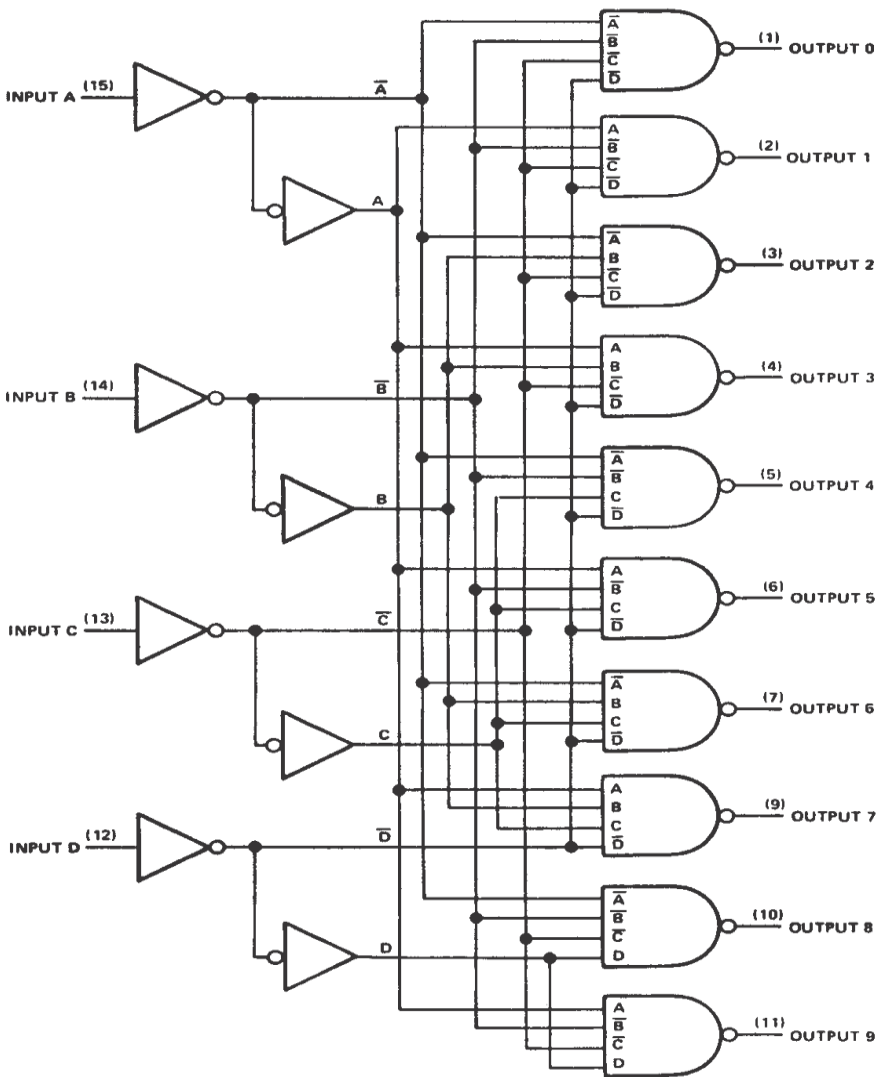 A̅
B̅
C̅
D̅
(1) OUTPUT 0
INPUT A (15)
A̅
A
B̅
C̅
D̅
(2) OUTPUT 1
A
A̅
B
C̅
D̅
(3) OUTPUT 2
A
B
C̅
D̅
(4) OUTPUT 3
INPUT B (14)
B̅
A̅
B̅
C
D̅
(5) OUTPUT 4
B
A
B̅
C
D̅
(6) OUTPUT 5
INPUT C (13)
C̅
A̅
B
C
D̅
(7) OUTPUT 6
C
A
B
C
D̅
(9) OUTPUT 7
INPUT D (12)
D̅
A̅
B̅
C̅
D
(10) OUTPUT 8
D
A
B̅
C̅
D
(11) OUTPUT 9